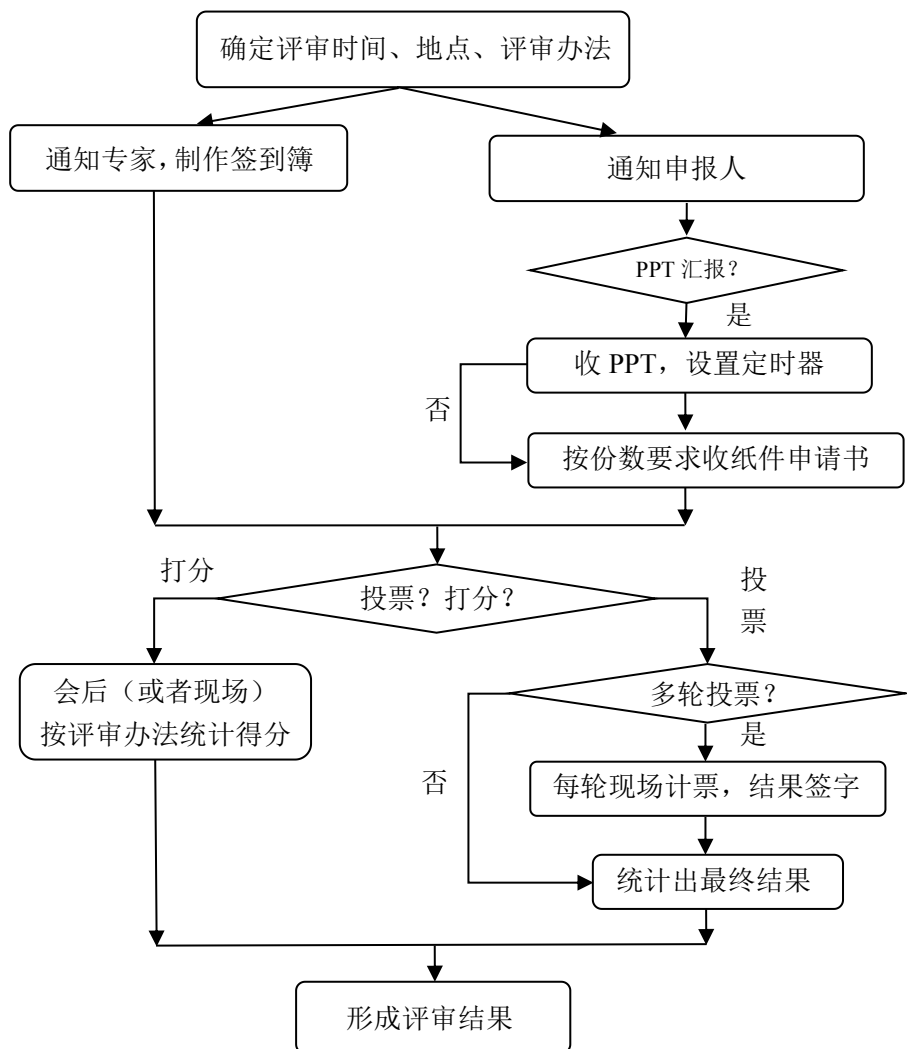 确定评审时间、地点、评审办法
通知专家,制作签到簿
通知申报人
PPT 汇报？
是
收 PPT，设置定时器
否
按份数要求收纸件申请书
打分
投票？打分？
投
票
会后（或者现场）
按评审办法统计得分
多轮投票？
是
否
每轮现场计票，结果签字
统计出最终结果
形成评审结果